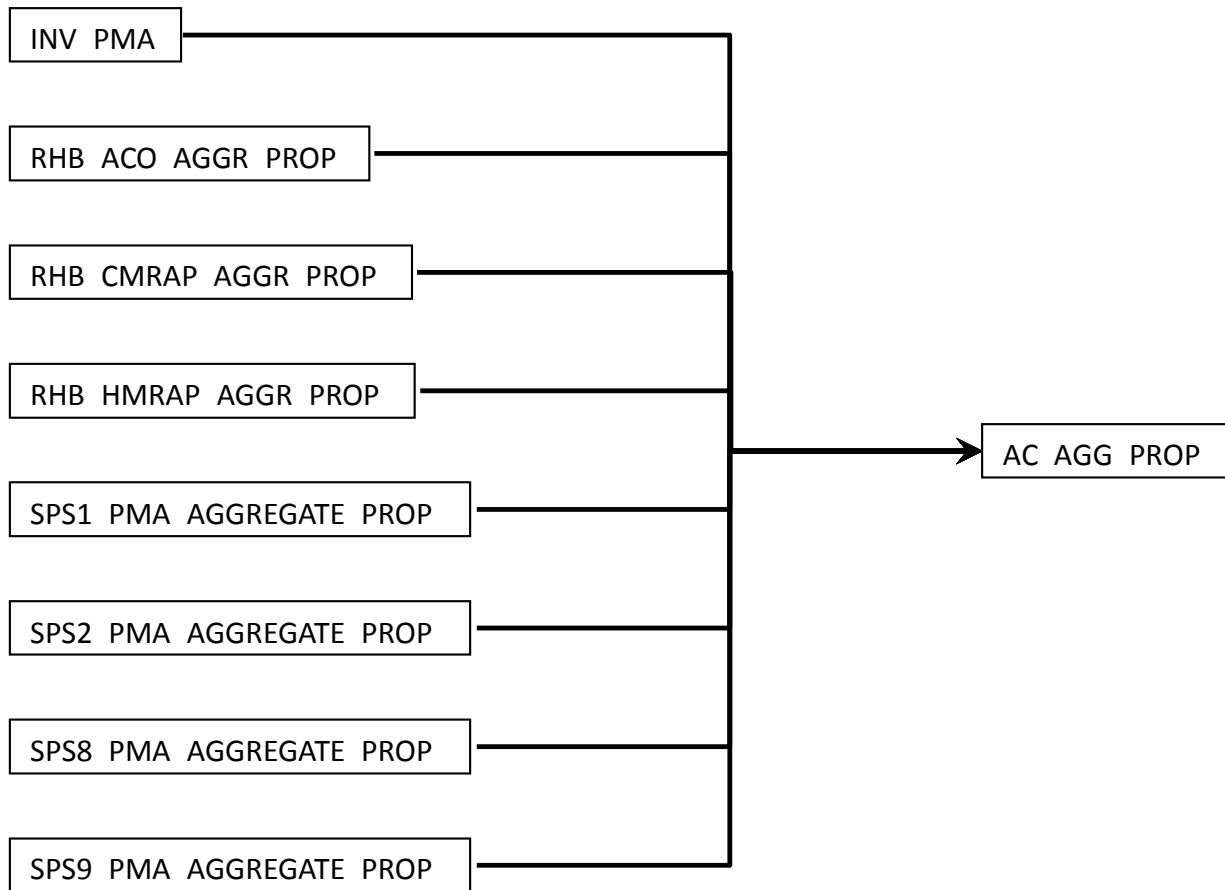 INV PMA
RHB ACO AGGR PROP
RHB CMRAP AGGR PROP
RHB HMRAP AGGR PROP
AC AGG PROP
SPS1 PMA AGGREGATE PROP
SPS2 PMA AGGREGATE PROP
SPS8 PMA AGGREGATE PROP
SPS9 PMA AGGREGATE PROP